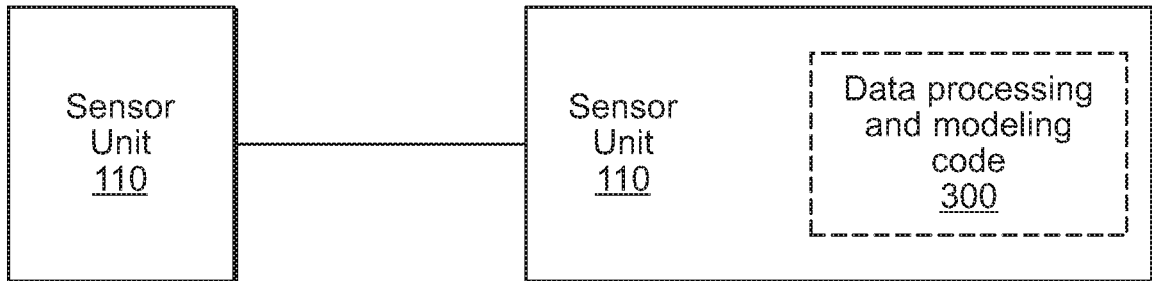 Sensor
Unit
110
Sensor
Unit
110
Data processing
and modeling
code
300